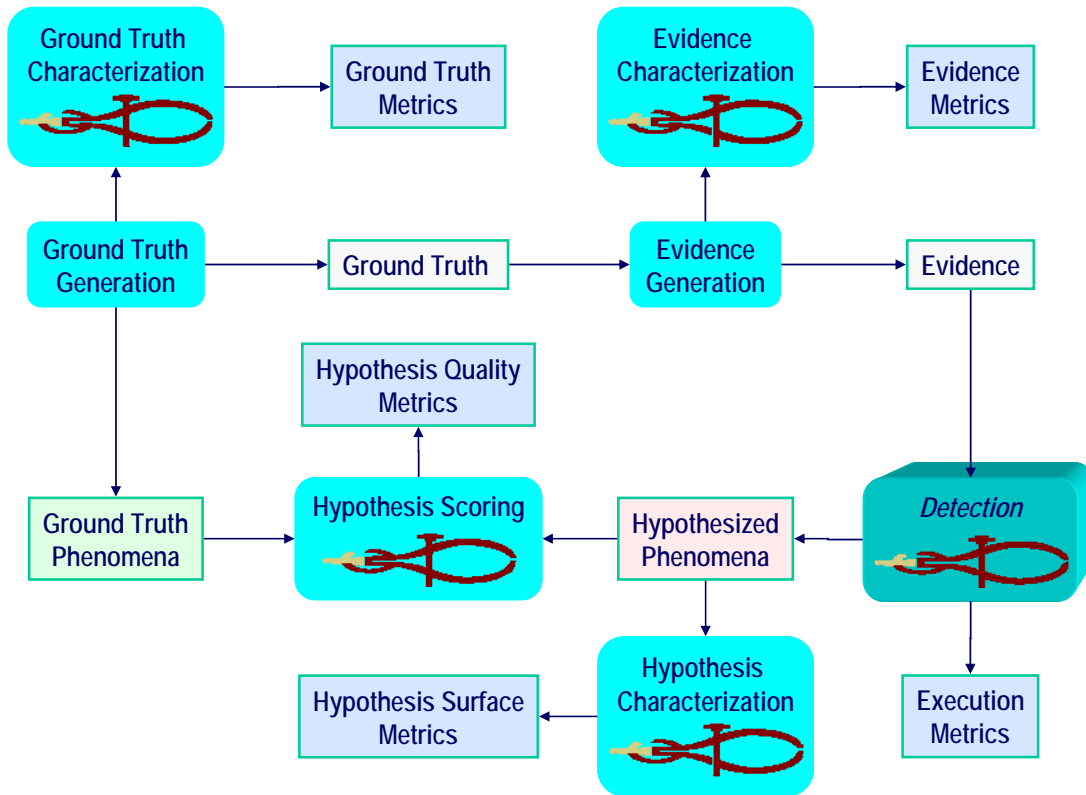 Ground Truth
Characterization
Ground Truth
Metrics
Evidence
Characterization
Evidence
Metrics
Ground Truth
Generation
Ground Truth
Evidence
Generation
Evidence
Hypothesis Quality
Metrics
Ground Truth
Phenomena
Hypothesis Scoring
Hypothesized
Phenomena
Detection
Hypothesis Surface
Metrics
Hypothesis
Characterization
Execution
Metrics